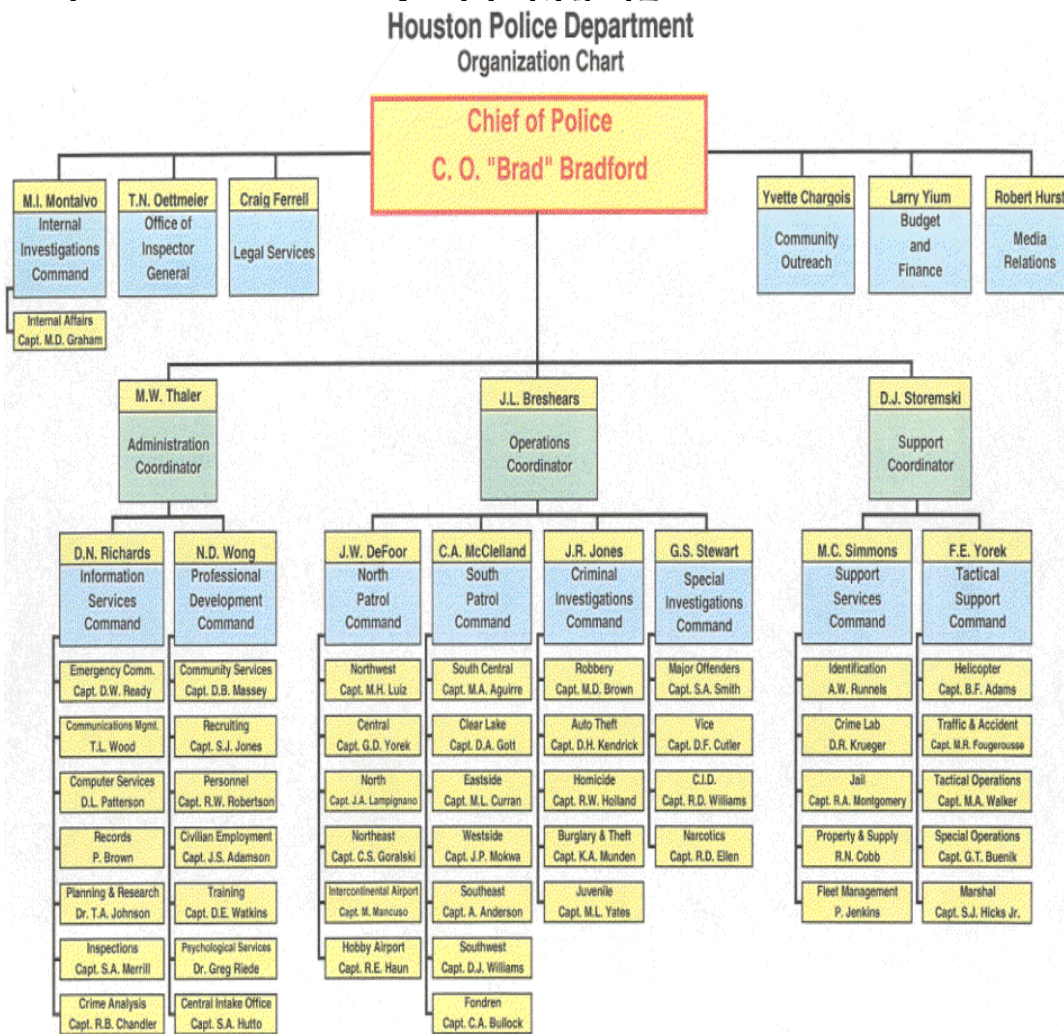 Houston Police Department
Organization Chart
Chief of Police
C. O. "Brad" Bradford
M.I. Montalvo
Internal
Investigations
Command
Internal Affairs
Capt. M.D. Graham
T.N. Oettmeier
Office of
Inspector
General
Craig Ferrell
Legal Services
Yvette Chargois
Community
Outreach
Larry Yium
Budget
and
Finance
Robert Hurst
Media
Relations
M.W. Thaler
Administration
Coordinator
J.L. Breshears
Operations
Coordinator
D.J. Storemski
Support
Coordinator
D.N. Richards
Information
Services
Command
Emergency Comm.
Capt. D.W. Ready
Communications Mgmt.
T.L. Wood
Computer Services
D.L. Patterson
Records
P. Brown
Planning & Research
Dr. T.A. Johnson
Inspections
Capt. S.A. Merrill
Crime Analysis
Capt. R.B. Chandler
N.D. Wong
Professional
Development
Command
Community Services
Capt. D.B. Massey
Recruiting
Capt. S.J. Jones
Personnel
Capt. R.W. Robertson
Civilian Employment
Capt. J.S. Adamson
Training
Capt. D.E. Watkins
Psychological Services
Dr. Greg Riede
Central Intake Office
Capt. S.A. Hutto
J.W. DeFoor
North
Patrol
Command
Northwest
Capt. M.H. Luiz
Central
Capt. G.D. Yorek
North
Capt. J.A. Lampignano
Northeast
Capt. C.S. Goralski
Intercontinental Airport
Capt. M. Mancuso
Hobby Airport
Capt. R.E. Haun
C.A. McClelland
South
Patrol
Command
South Central
Capt. M.A. Aguirre
Clear Lake
Capt. D.A. Gott
Eastside
Capt. M.L. Curran
Westside
Capt. J.P. Mokwa
Southeast
Capt. A. Anderson
Southwest
Capt. D.J. Williams
Fondren
Capt. C.A. Bullock
J.R. Jones
Criminal
Investigations
Command
Robbery
Capt. M.D. Brown
Auto Theft
Capt. D.H. Kendrick
Homicide
Capt. R.W. Holland
Burglary & Theft
Capt. K.A. Munden
Juvenile
Capt. M.L. Yates
G.S. Stewart
Special
Investigations
Command
Major Offenders
Capt. S.A. Smith
Vice
Capt. D.F. Cutler
C.I.D.
Capt. R.D. Williams
Narcotics
Capt. R.D. Ellen
M.C. Simmons
Support
Services
Command
Identification
A.W. Runnels
Crime Lab
D.R. Krueger
Jail
Capt. R.A. Montgomery
Property & Supply
R.N. Cobb
Fleet Management
P. Jenkins
F.E. Yorek
Tactical
Support
Command
Helicopter
Capt. B.F. Adams
Traffic & Accident
Capt. M.R. Fougerousse
Tactical Operations
Capt. M.A. Walker
Special Operations
Capt. G.T. Buenik
Marshal
Capt. S.J. Hicks Jr.